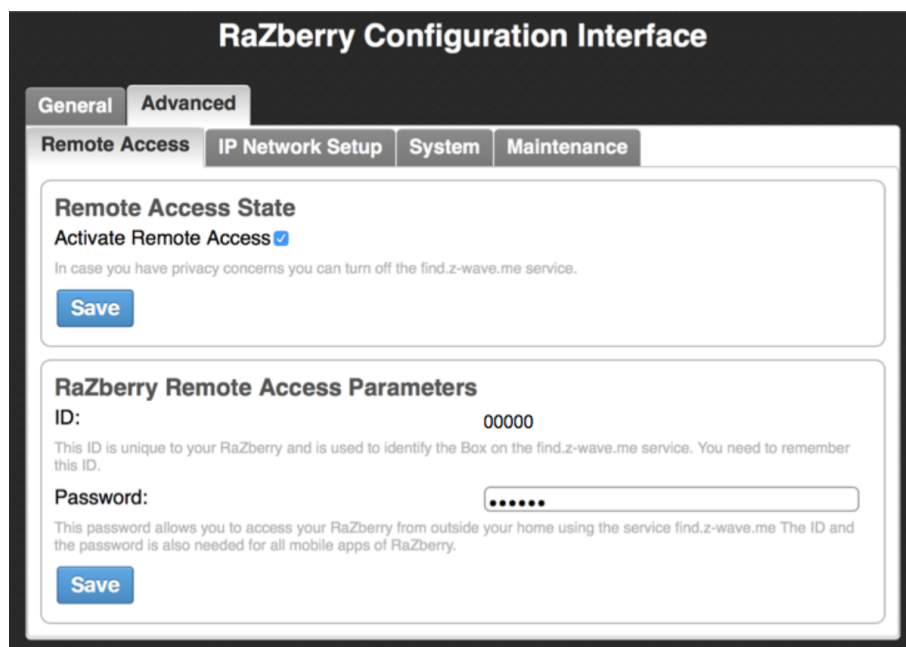 RaZberry Configuration Interface
General Advanced
Remote Access IP Network Setup System Maintenance
Remote Access State
Activate Remote Access
In case you have privacy concerns you can turn off the find.z-wave.me service.
Save
RaZberry Remote Access Parameters
ID: 00000
This ID is unique to your RaZberry and is used to identify the Box on the find.z-wave.me service. You need to remember
this ID.
Password: ••••••
This password allows you to access your RaZberry from outside your home using the service find.z-wave.me The ID and
the password is also needed for all mobile apps of RaZberry.
Save